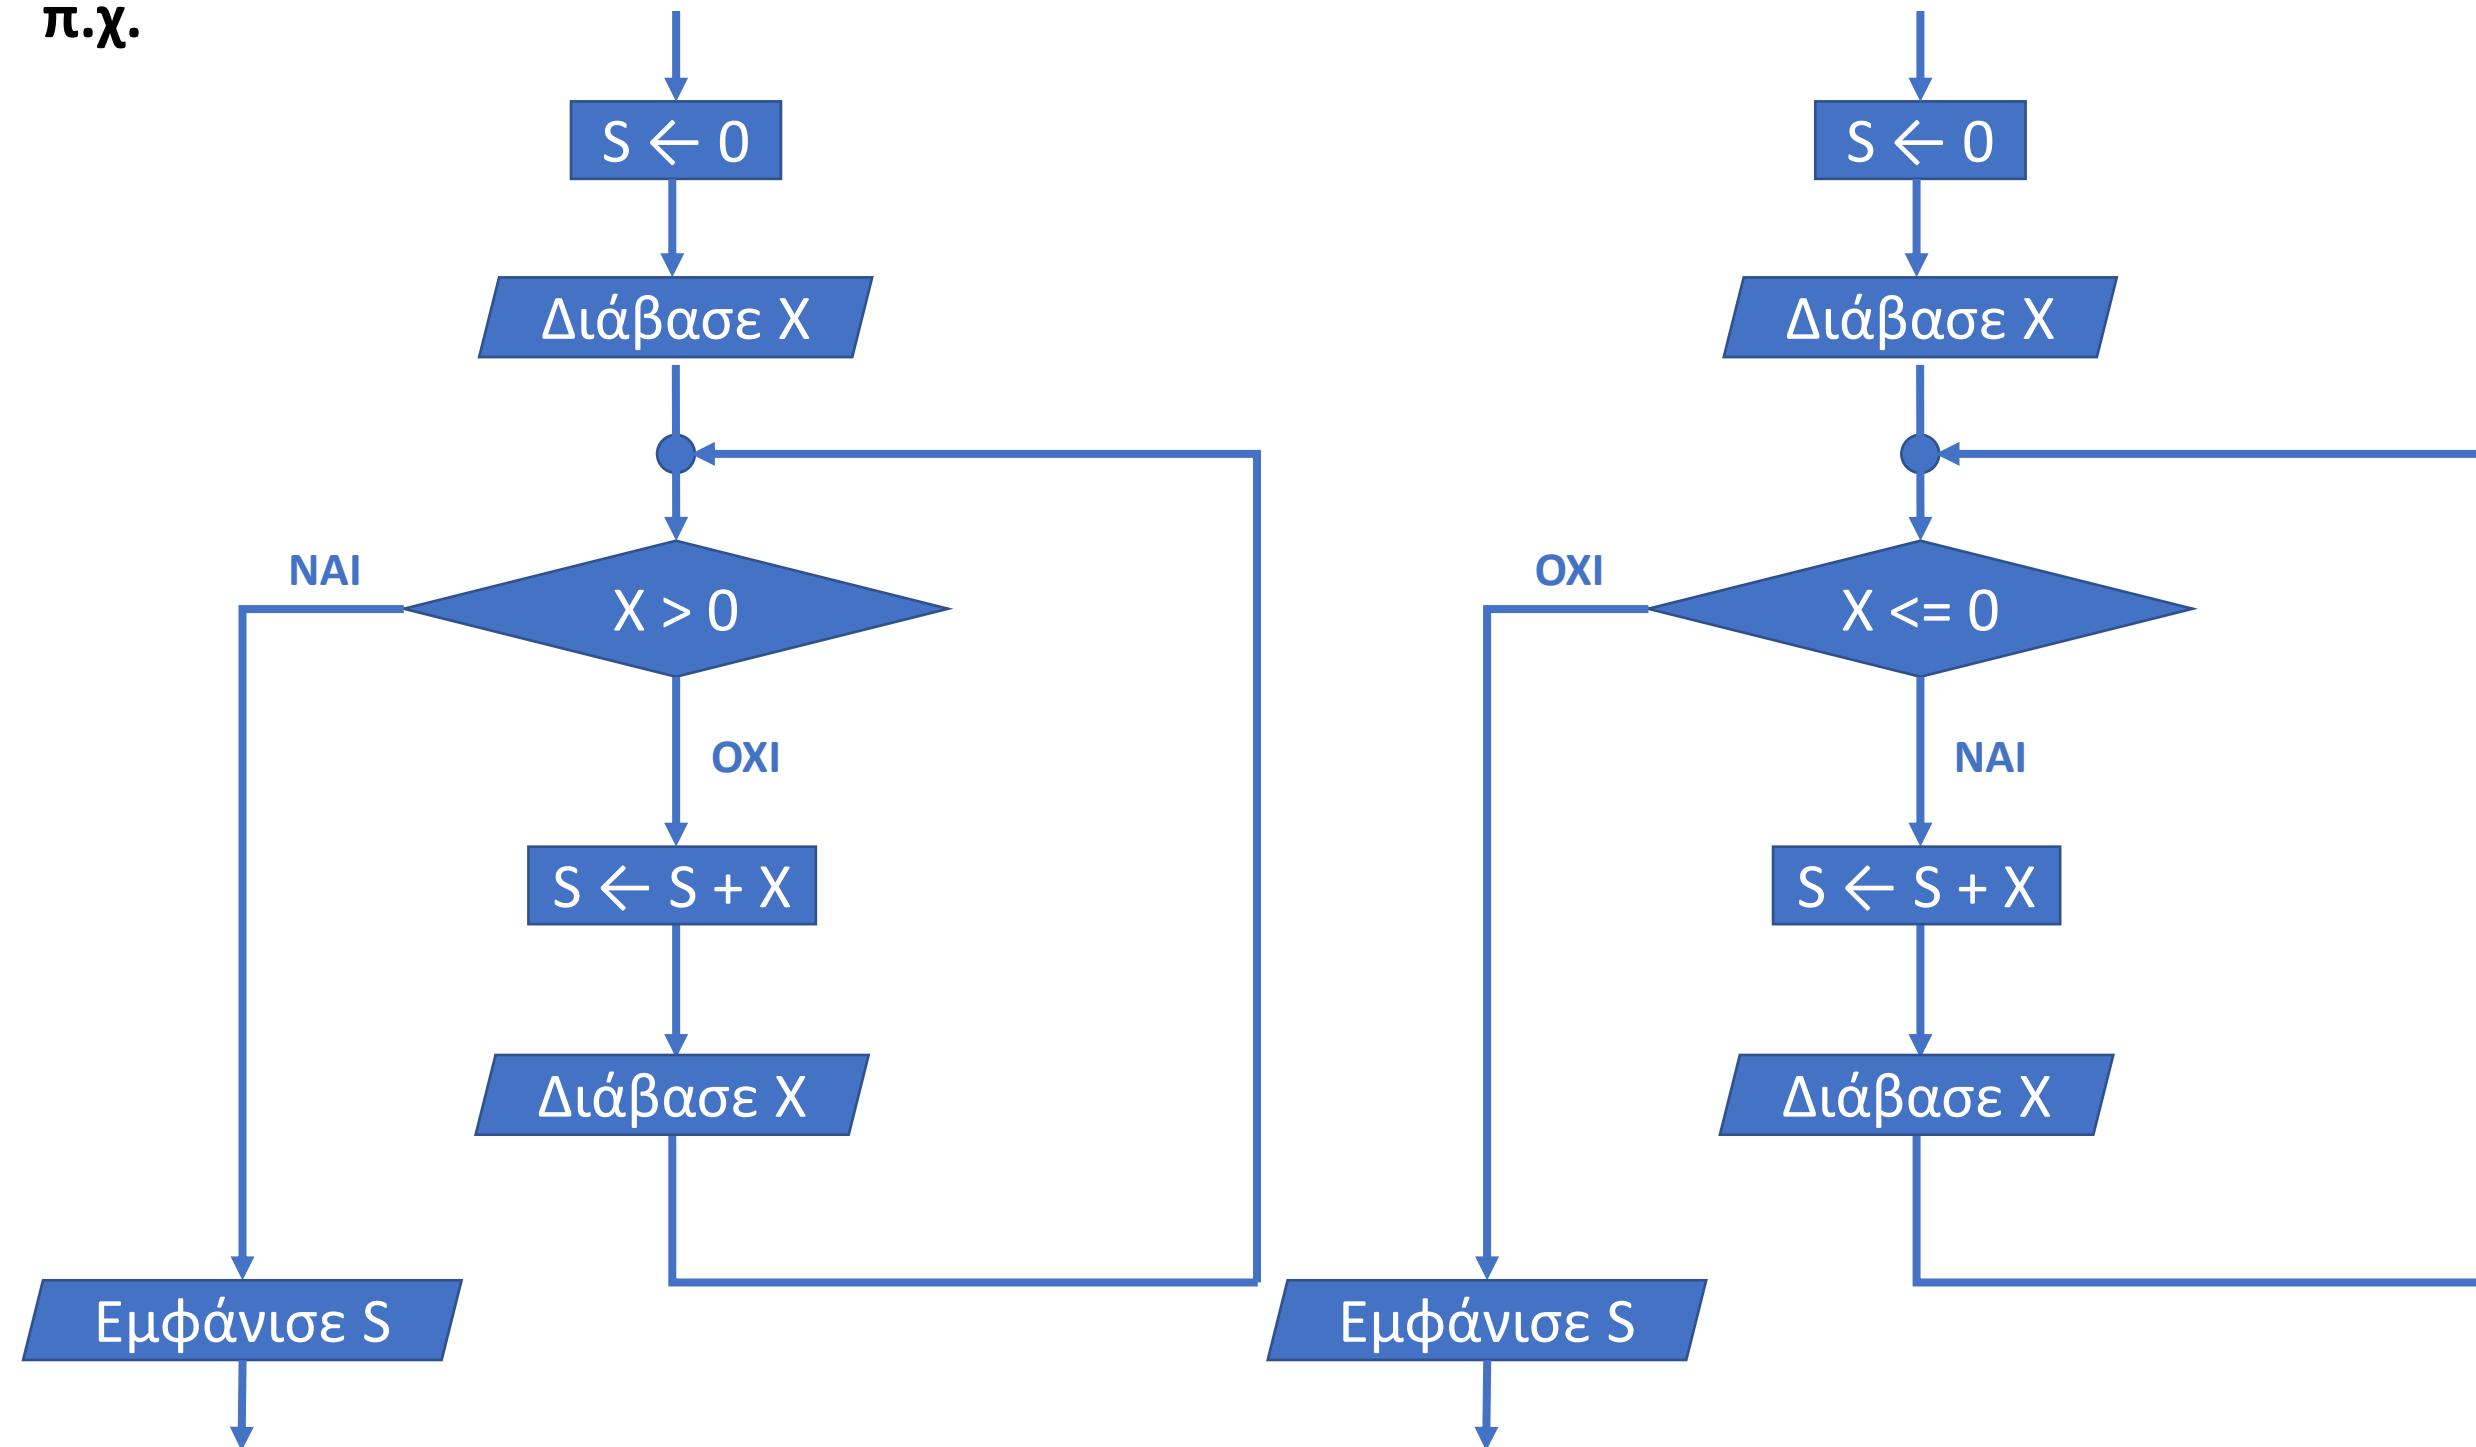 π.χ.
S ← 0
Διάβασε X
ΝΑΙ
X > 0
ΟΧΙ
S ← S + X
Διάβασε X
Εμφάνισε S
S ← 0
Διάβασε X
ΟΧΙ
X <= 0
ΝΑΙ
S ← S + X
Διάβασε X
Εμφάνισε S